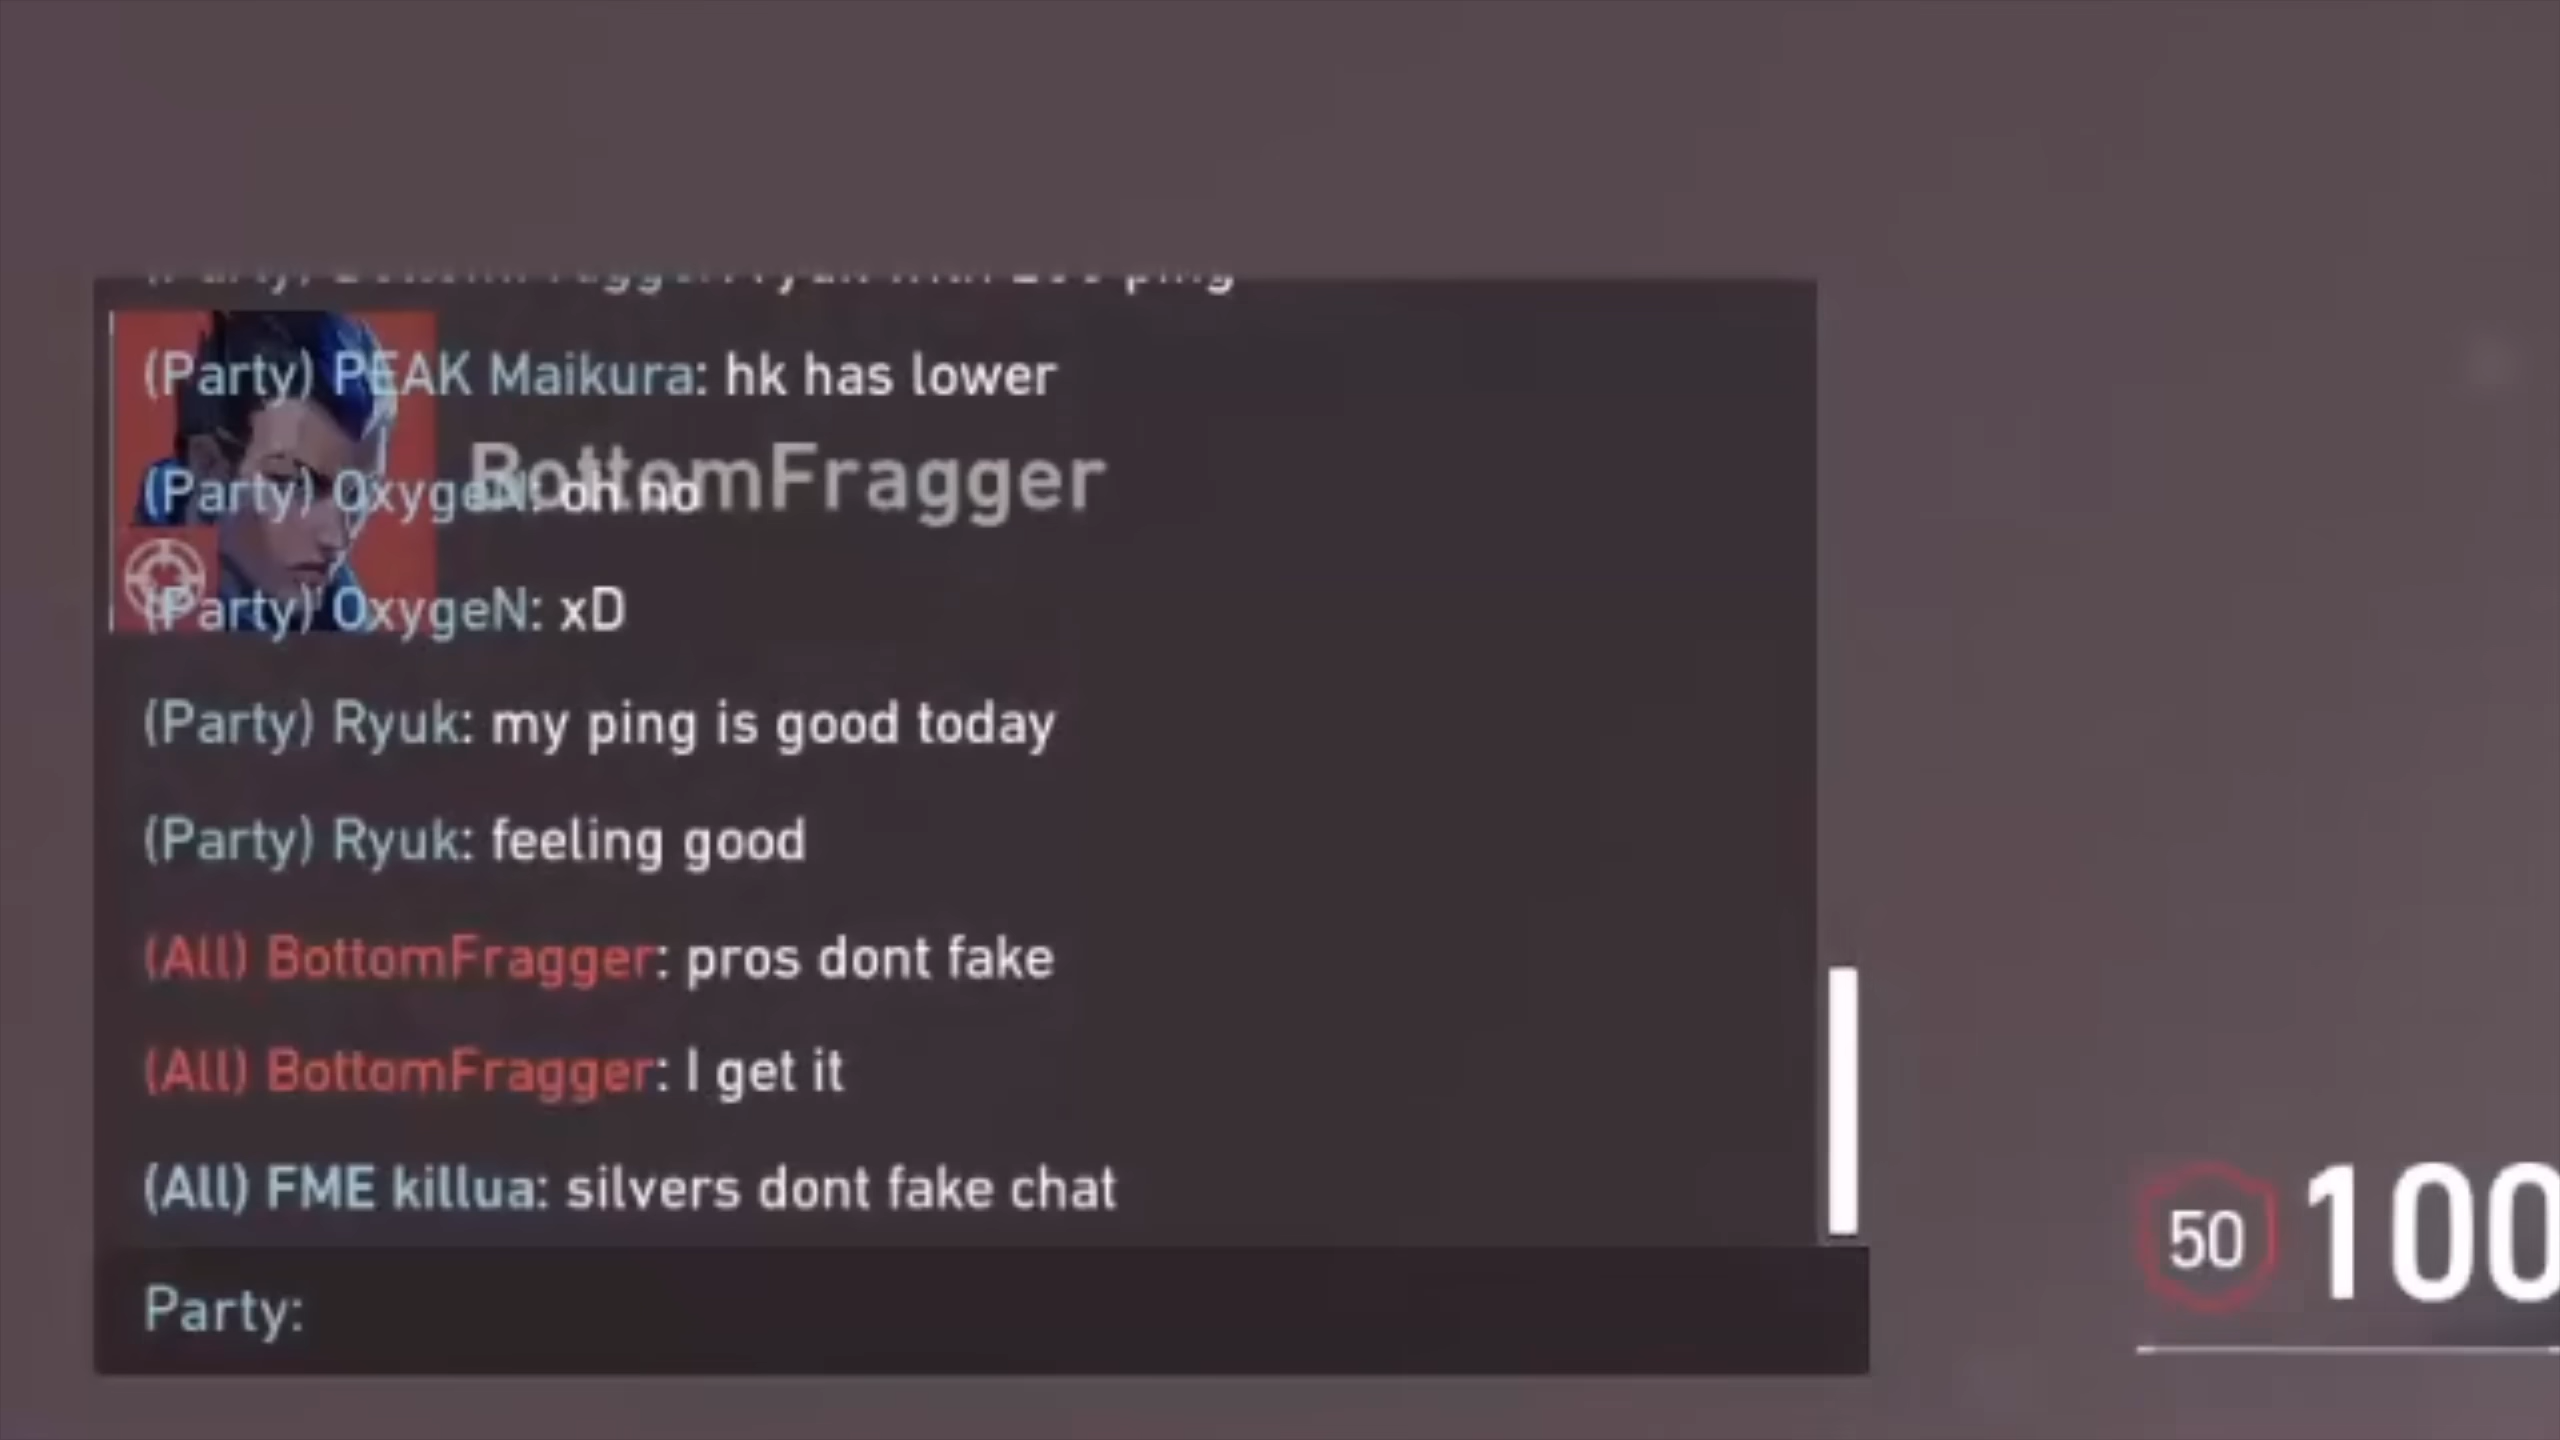 ping
(Party) PEAK Maikura: hk has lower
BottomFragger
(Party) OxygeN: oh no
(Party) OxygeN: xD
(Party) Ryuk: my ping is good today
(Party) Ryuk: feeling good
(All) BottomFragger: pros dont fake
(All) BottomFragger: I get it
(All) FME killua: silvers dont fake chat
Party:
50
100